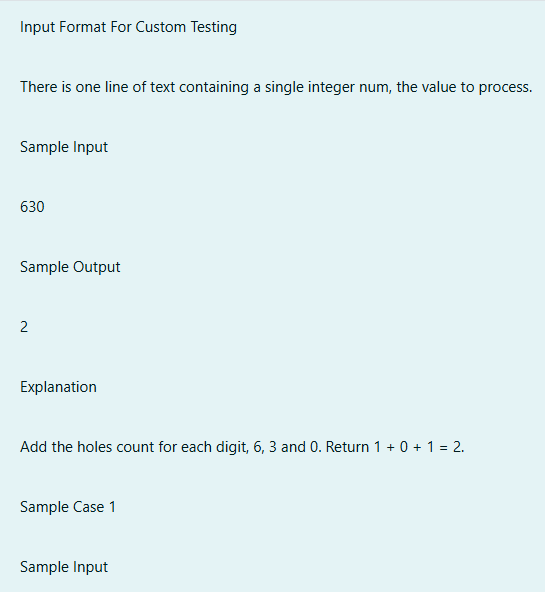 Input Format For Custom Testing
There is one line of text containing a single integer num, the value to process.
Sample Input
630
Sample Output
2
Explanation
Add the holes count for each digit, 6, 3 and 0. Return 1 + 0 + 1 = 2.
Sample Case 1
Sample Input